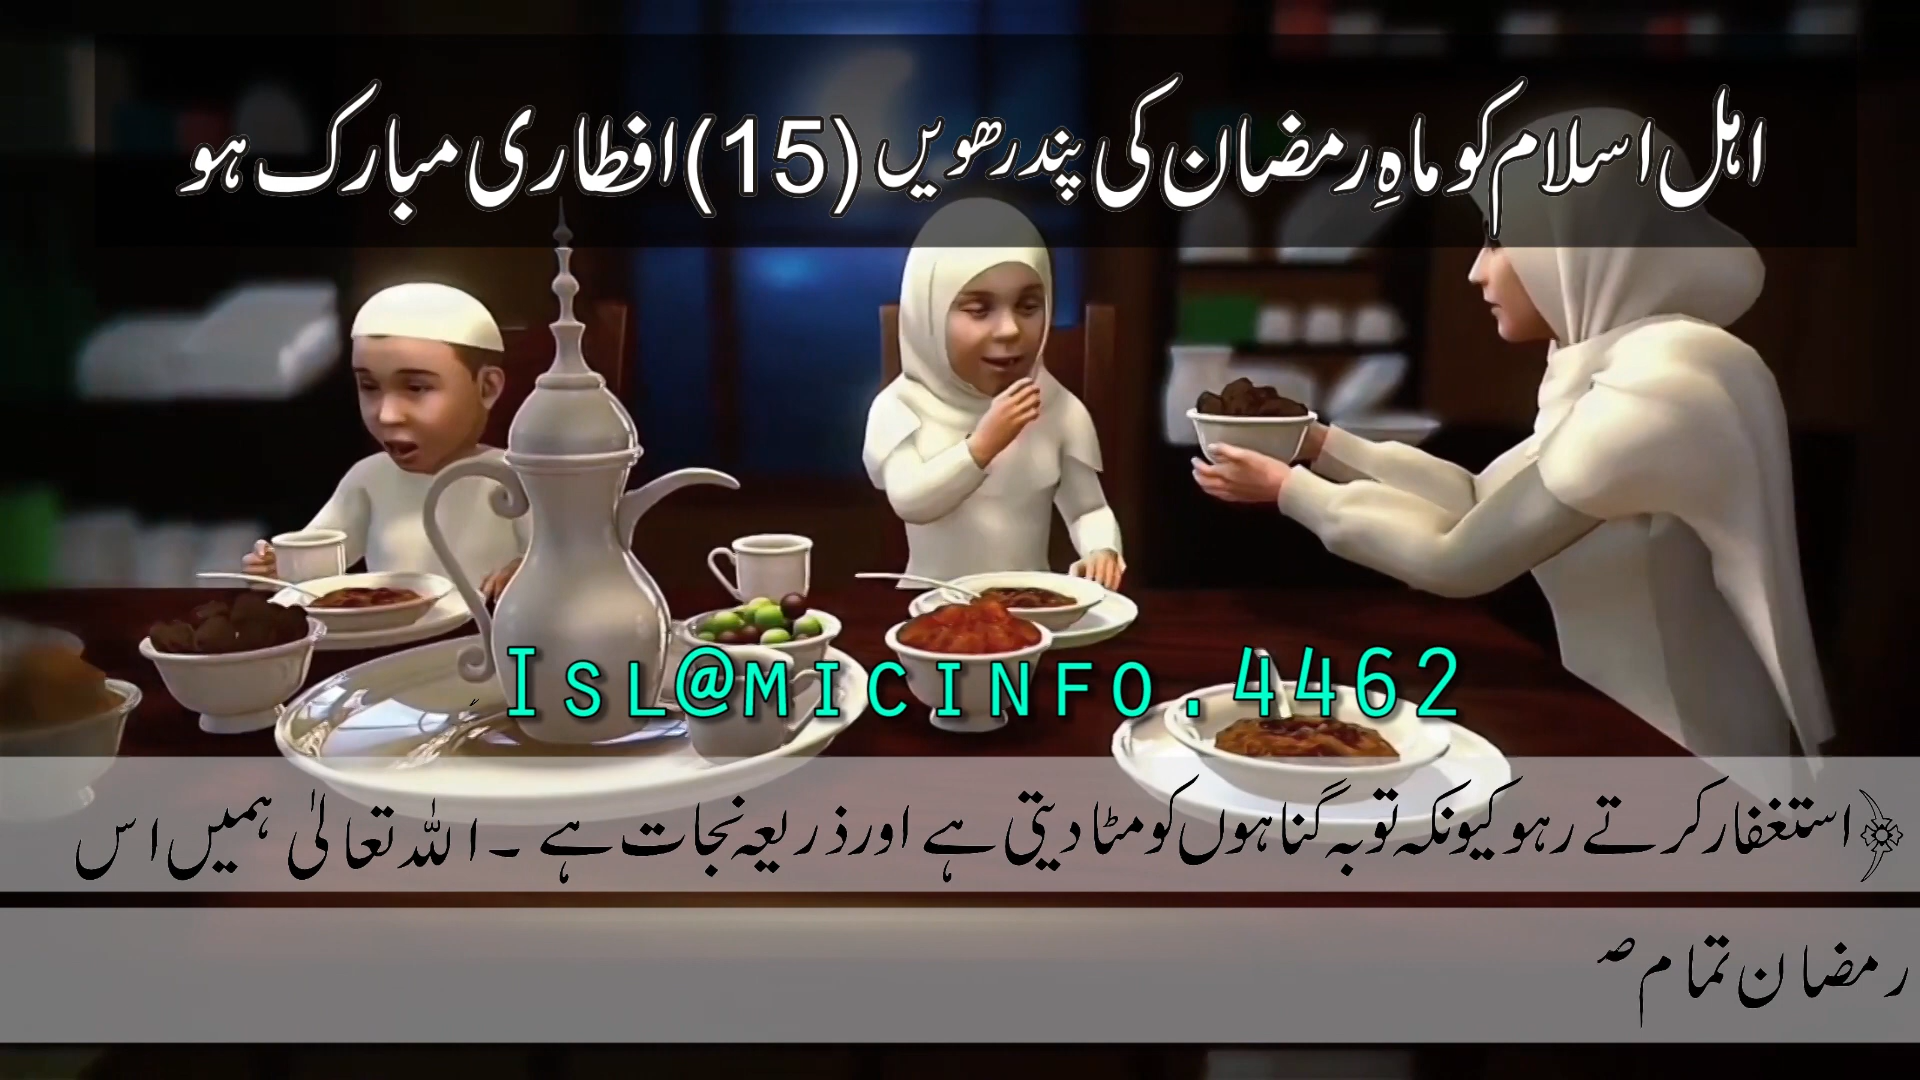 اہل اسلام کو ماہِ رمضان کی پندرھویں (15) افطاری مبارک ہو
Isl@micinfo.4462
﴿استغفار کرتے رہو کیونکہ توبہ گناہوں کو مٹا دیتی ہے اور ذریعہ نجات ہے ۔ اللہ تعالیٰ ہمیں اس
رمضان تمام ص